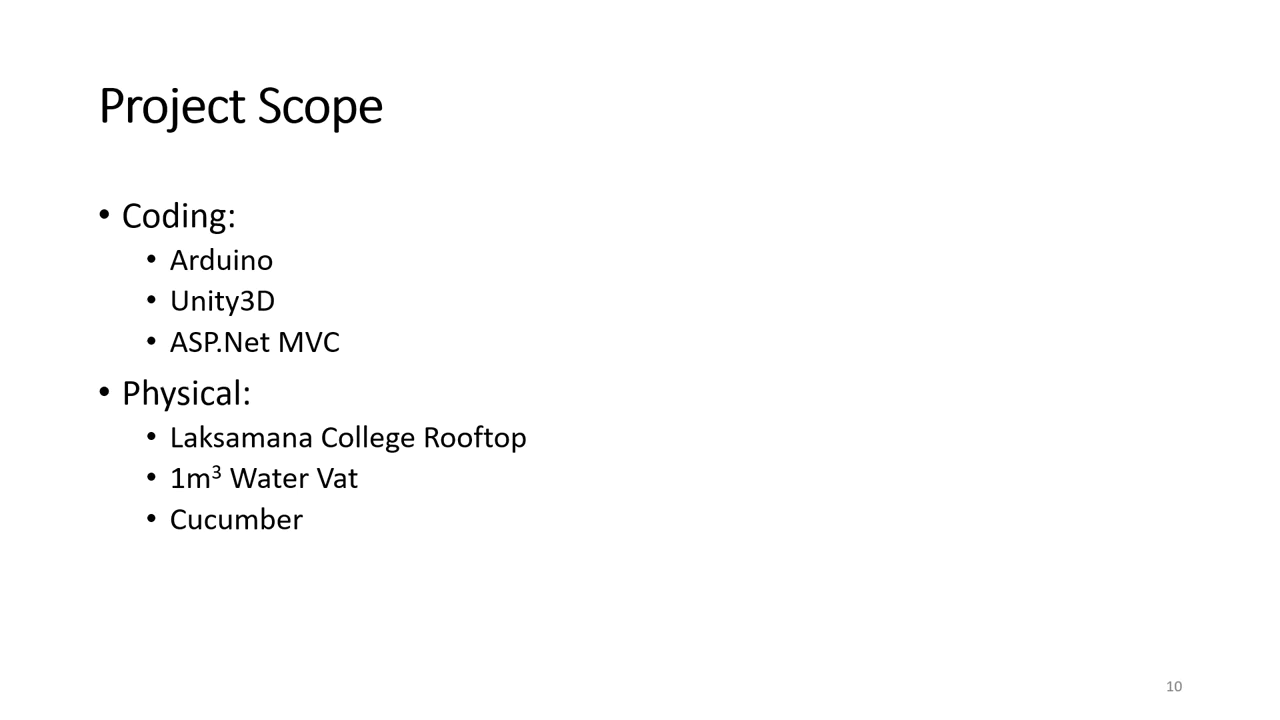 Project Scope
• Coding:
• Arduino
• Unity3D
• ASP.Net MVC
• Physical:
• Laksamana College Rooftop
• 1m³ Water Vat
• Cucumber
10